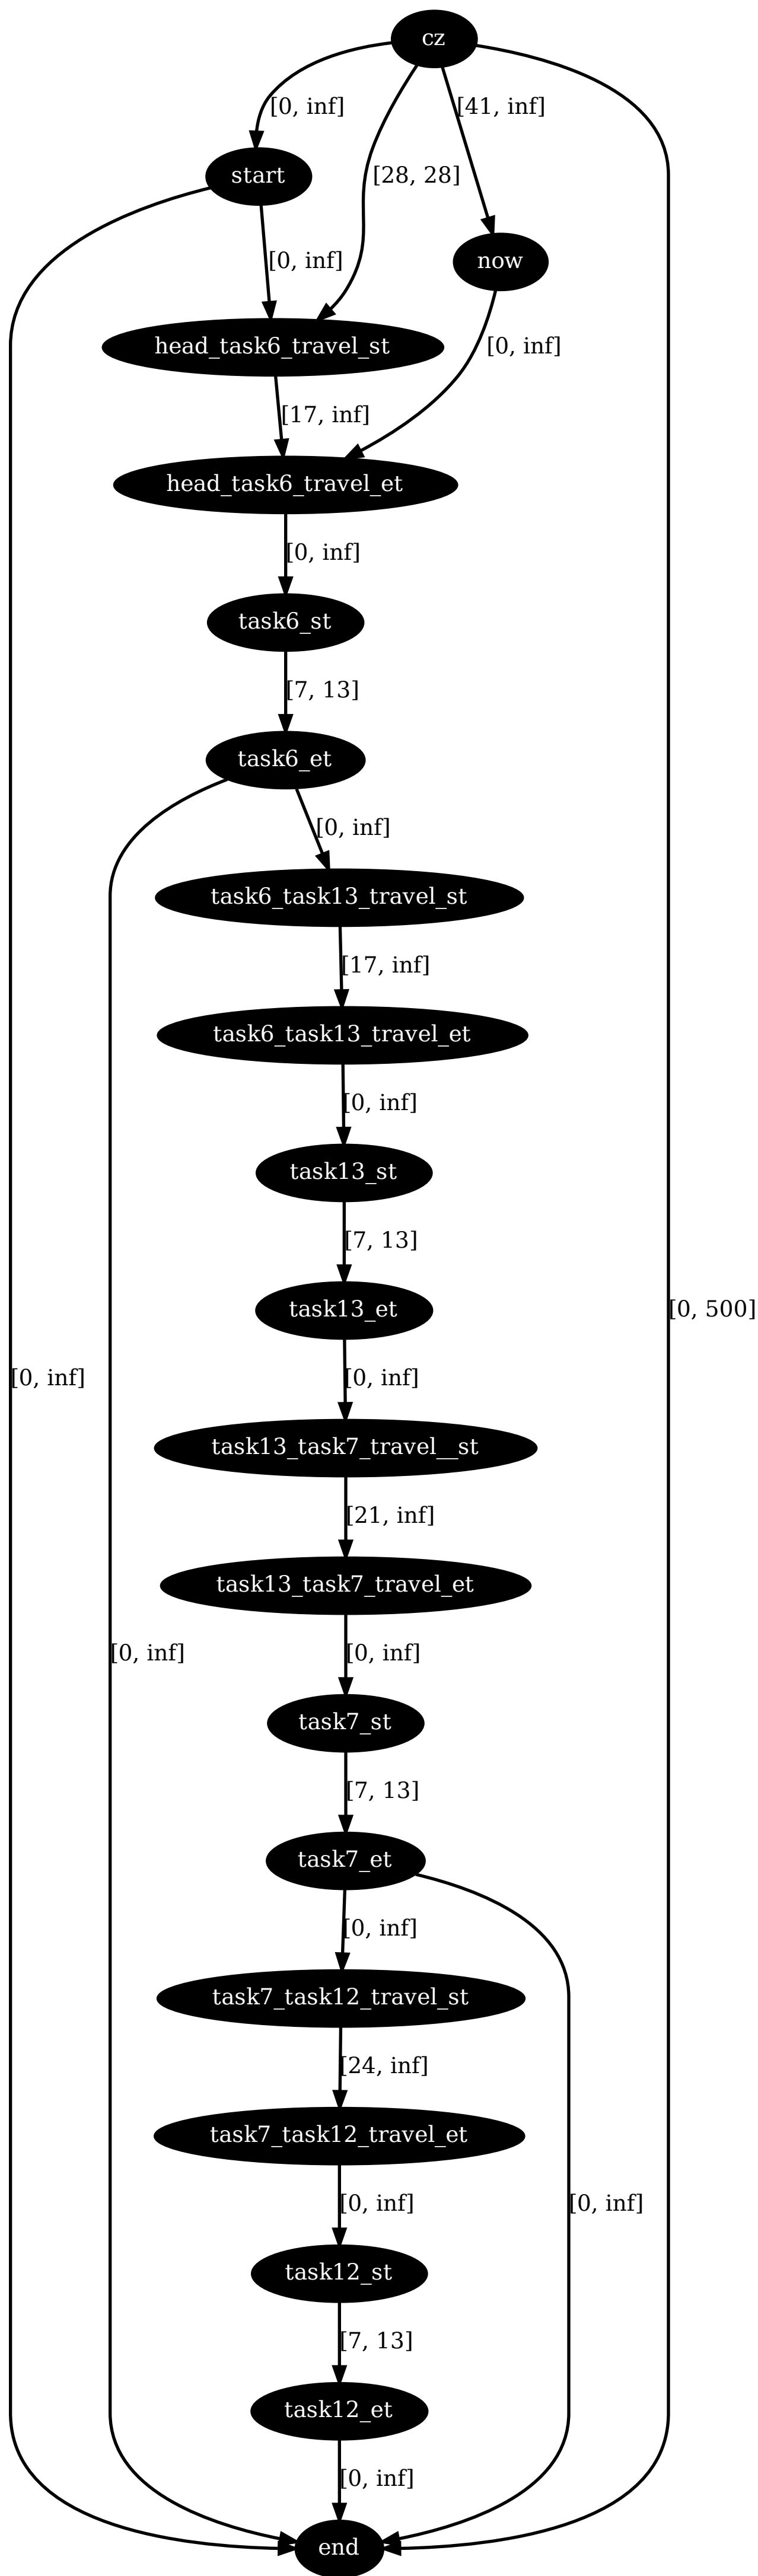 cz
[0, inf]
start
[28, 28]
[41, inf]
[0, inf]
now
head_task6_travel_st
[0, inf]
[17, inf]
head_task6_travel_et
[0, inf]
task6_st
[7, 13]
task6_et
[0, inf]
task6_task13_travel_st
[17, inf]
task6_task13_travel_et
[0, inf]
task13_st
[7, 13]
task13_et
[0, 500]
[0, inf]
[0, inf]
task13_task7_travel__st
[21, inf]
task13_task7_travel_et
[0, inf]
[0, inf]
task7_st
[7, 13]
task7_et
[0, inf]
task7_task12_travel_st
[24, inf]
task7_task12_travel_et
[0, inf]
[0, inf]
task12_st
[7, 13]
task12_et
[0, inf]
end